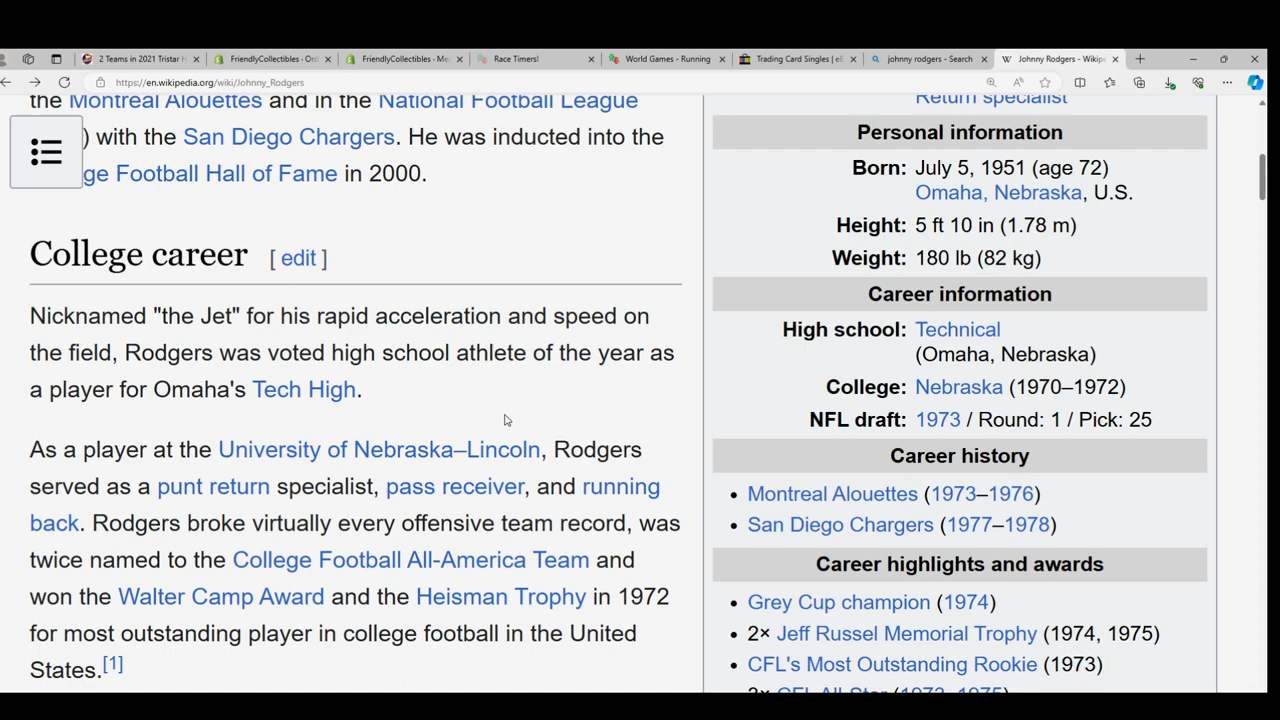 2 Teams in 2021 Tristar H
FriendlyCollectibles - Ord
FriendlyCollectibles - Me
Race Timers!
World Games - Running
Trading Card Singles | eB
johnny rodgers - Search
Johnny Rodgers - Wikip
https://en.wikipedia.org/wiki/Johnny_Rodgers
the Montreal Alouettes and in the National Football League
) with the San Diego Chargers. He was inducted into the
ge Football Hall of Fame in 2000.
College career [ edit ]
Nicknamed "the Jet" for his rapid acceleration and speed on
the field, Rodgers was voted high school athlete of the year as
a player for Omaha's Tech High.
As a player at the University of Nebraska–Lincoln, Rodgers
served as a punt return specialist, pass receiver, and running
back. Rodgers broke virtually every offensive team record, was
twice named to the College Football All-America Team and
won the Walter Camp Award and the Heisman Trophy in 1972
for most outstanding player in college football in the United
States.[1]
Return specialist
Personal information
Born: July 5, 1951 (age 72)
Omaha, Nebraska, U.S.
Height: 5 ft 10 in (1.78 m)
Weight: 180 lb (82 kg)
Career information
High school: Technical
(Omaha, Nebraska)
College: Nebraska (1970–1972)
NFL draft: 1973 / Round: 1 / Pick: 25
Career history
• Montreal Alouettes (1973–1976)
• San Diego Chargers (1977–1978)
Career highlights and awards
• Grey Cup champion (1974)
• 2× Jeff Russel Memorial Trophy (1974, 1975)
• CFL's Most Outstanding Rookie (1973)
CFL All-Star